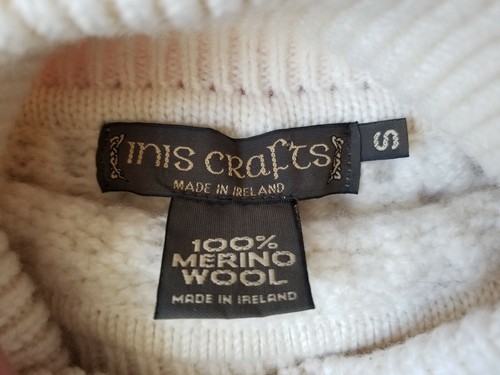 INIS CRAFTS
S
MADE IN IRELAND
100%
MERINO
WOOL
MADE IN IRELAND